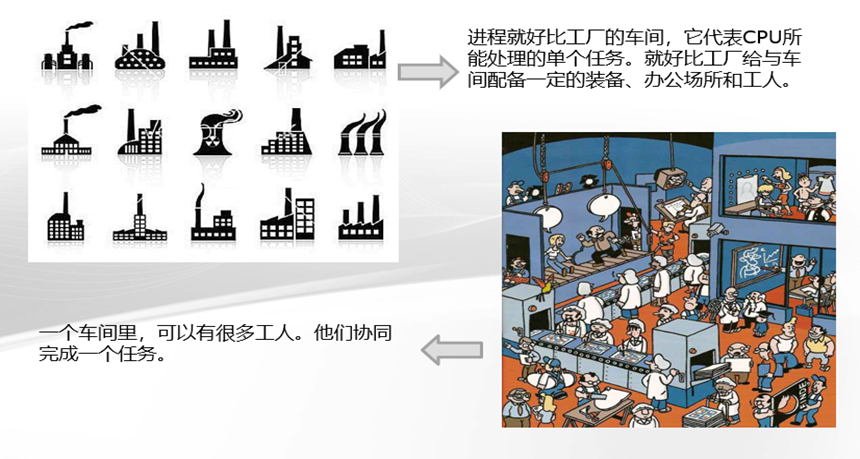 进程就好比工厂的车间，它代表CPU所
能处理的单个任务。就好比工厂给与车
间配备一定的装备、办公场所和工人。
一个车间里，可以有很多工人。他们协同
完成一个任务。